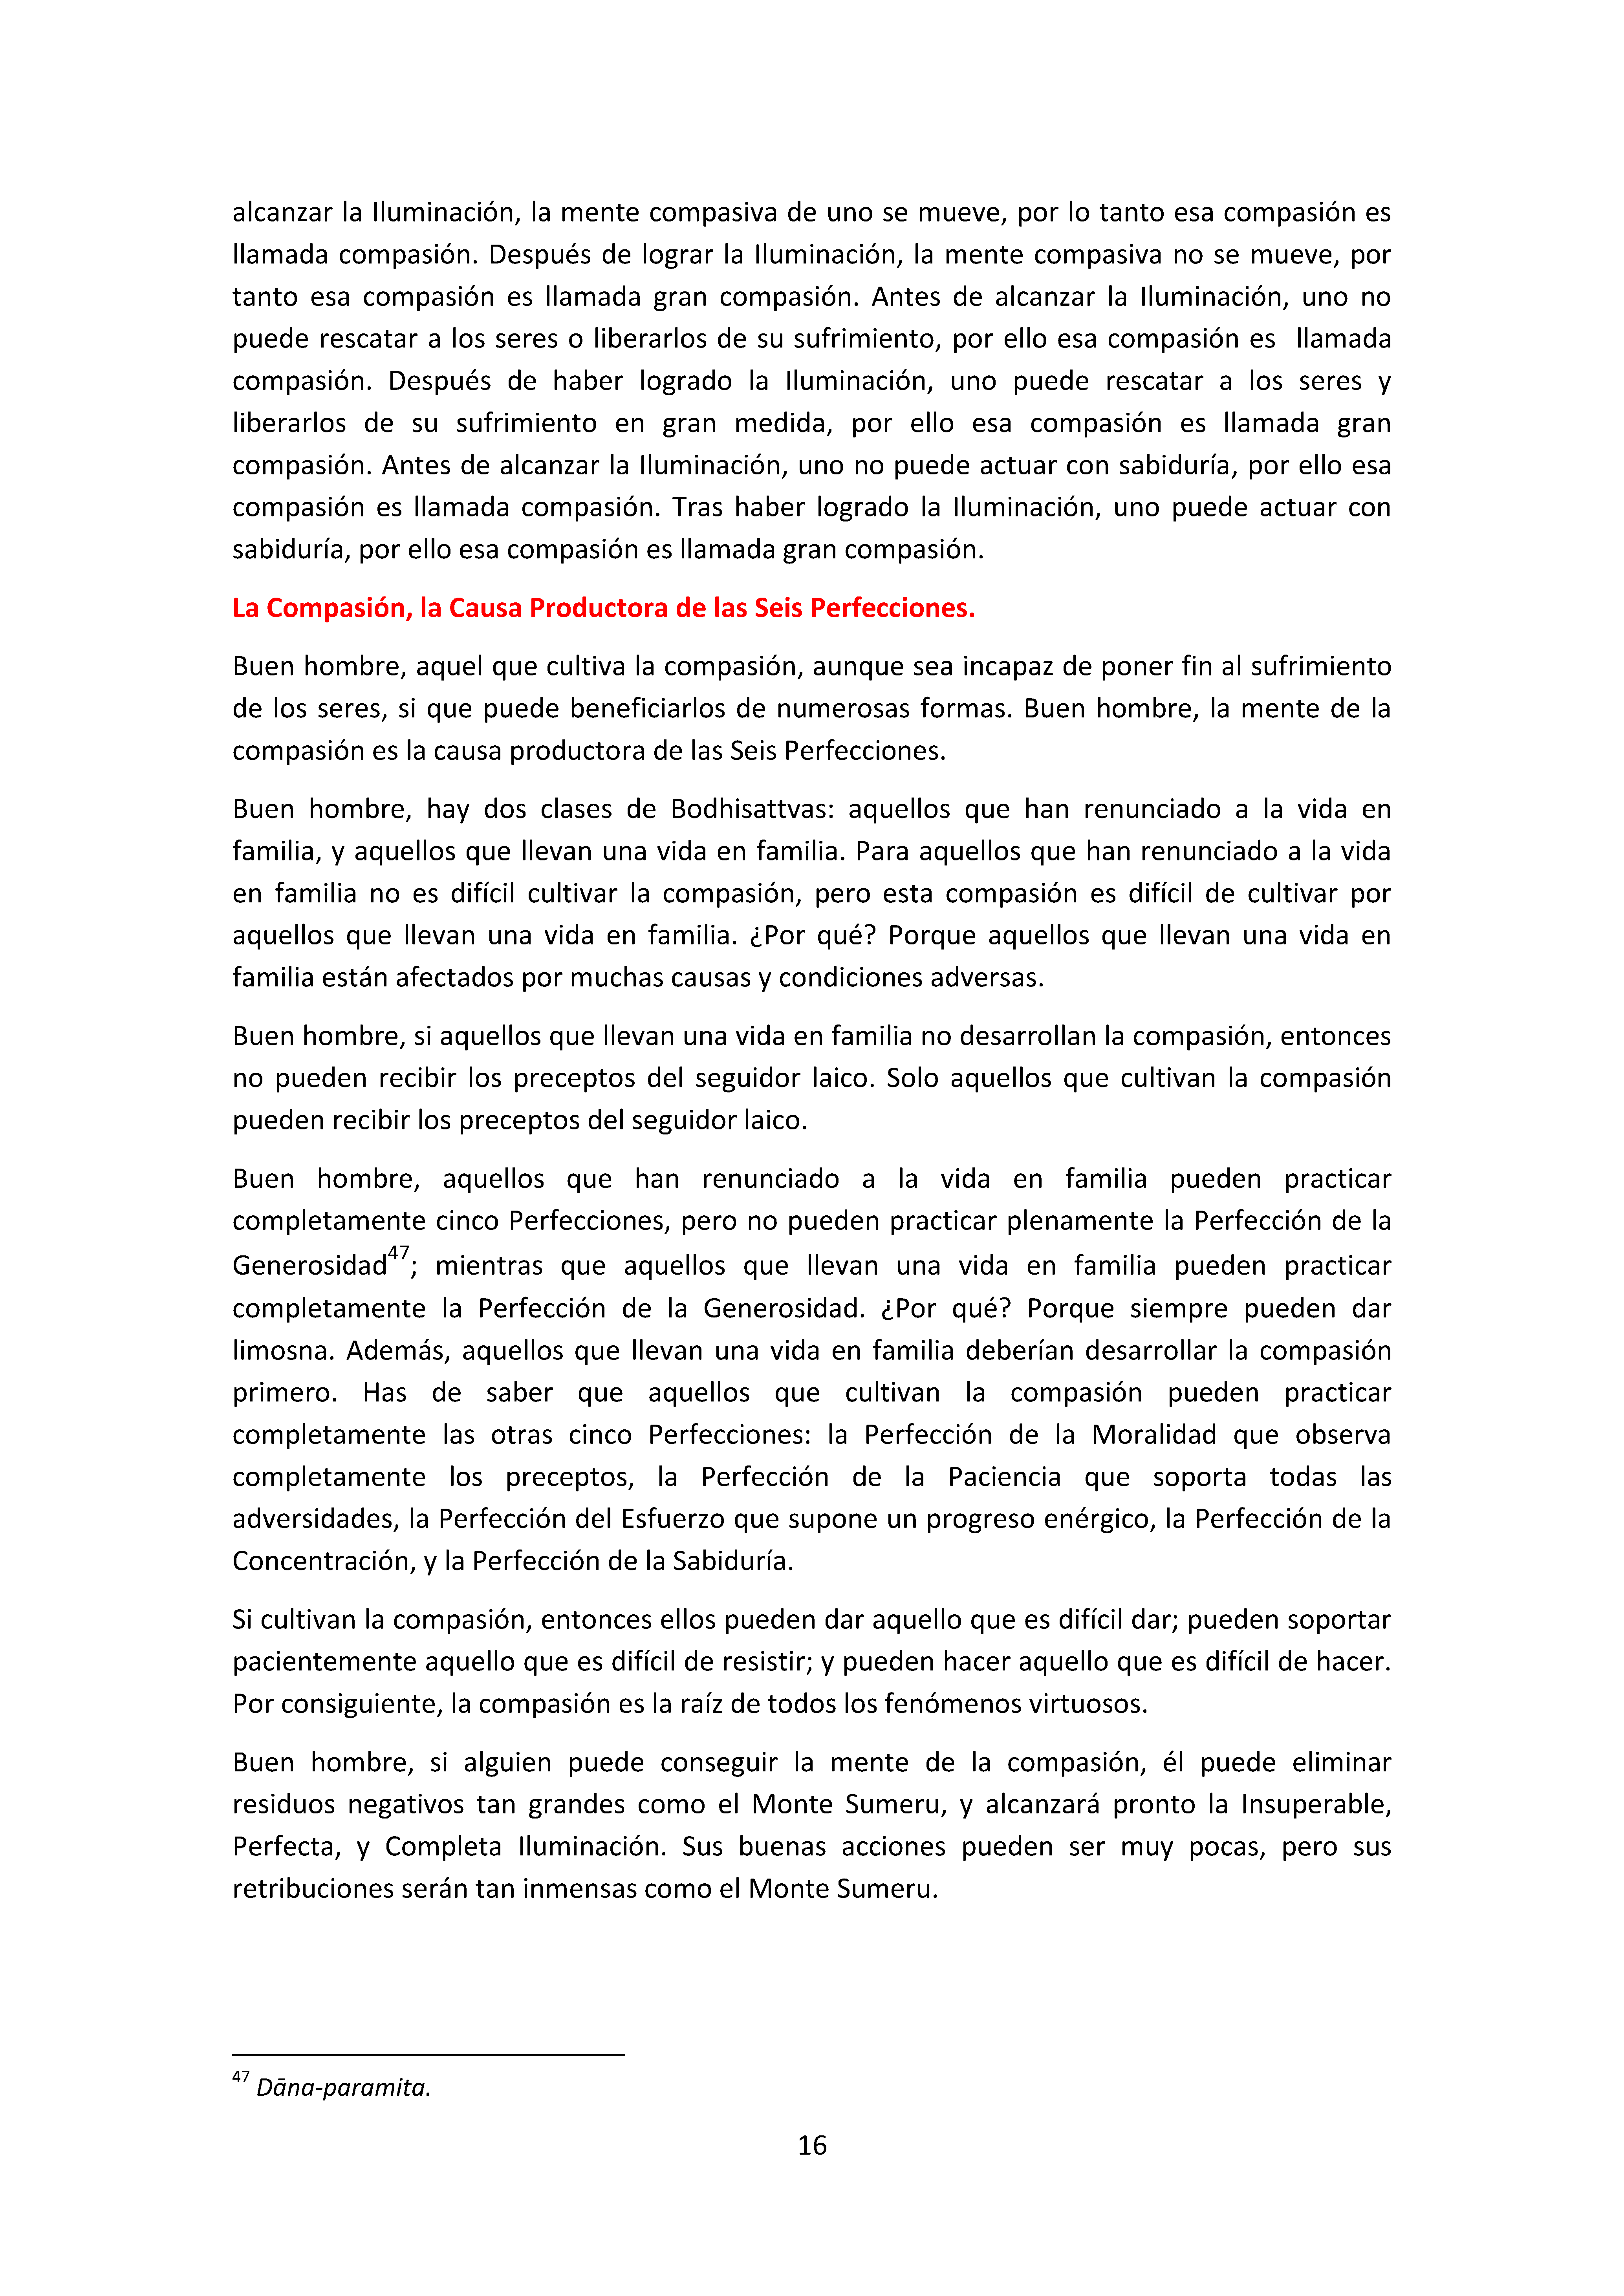 alcanzar la Iluminación, la mente compasiva de uno se mueve, por lo tanto esa compasión es
llamada compasión. Después de lograr la Iluminación, la mente compasiva no se mueve, por
tanto esa compasión es llamada gran compasión. Antes de alcanzar la Iluminación, uno no
puede rescatar a los seres o liberarlos de su sufrimiento, por ello esa compasión es llamada
compasión. Después de haber logrado la Iluminación, uno puede rescatar a los seres y
liberarlos de su sufrimiento en gran medida, por ello esa compasión es llamada gran
compasión. Antes de alcanzar la Iluminación, uno no puede actuar con sabiduría, por ello esa
compasión es llamada compasión. Tras haber logrado la Iluminación, uno puede actuar con
sabiduría, por ello esa compasión es llamada gran compasión.
La Compasión, la Causa Productora de las Seis Perfecciones.
Buen hombre, aquel que cultiva la compasión, aunque sea incapaz de poner fin al sufrimiento
de los seres, si que puede beneficiarlos de numerosas formas. Buen hombre, la mente de la
compasión es la causa productora de las Seis Perfecciones.
Buen hombre, hay dos clases de Bodhisattvas: aquellos que han renunciado a la vida en
familia, y aquellos que llevan una vida en familia. Para aquellos que han renunciado a la vida
en familia no es difícil cultivar la compasión, pero esta compasión es difícil de cultivar por
aquellos que llevan una vida en familia. ¿Por qué? Porque aquellos que llevan una vida en
familia están afectados por muchas causas y condiciones adversas.
Buen hombre, si aquellos que llevan una vida en familia no desarrollan la compasión, entonces
no pueden recibir los preceptos del seguidor laico. Solo aquellos que cultivan la compasión
pueden recibir los preceptos del seguidor laico.
Buen hombre, aquellos que han renunciado a la vida en familia pueden practicar
completamente cinco Perfecciones, pero no pueden practicar plenamente la Perfección de la
Generosidad47; mientras que aquellos que llevan una vida en familia pueden practicar
completamente la Perfección de la Generosidad. ¿Por qué? Porque siempre pueden dar
limosna. Además, aquellos que llevan una vida en familia deberían desarrollar la compasión
primero. Has de saber que aquellos que cultivan la compasión pueden practicar
completamente las otras cinco Perfecciones: la Perfección de la Moralidad que observa
completamente los preceptos, la Perfección de la Paciencia que soporta todas las
adversidades, la Perfección del Esfuerzo que supone un progreso enérgico, la Perfección de la
Concentración, y la Perfección de la Sabiduría.
Si cultivan la compasión, entonces ellos pueden dar aquello que es difícil dar; pueden soportar
pacientemente aquello que es difícil de resistir; y pueden hacer aquello que es difícil de hacer.
Por consiguiente, la compasión es la raíz de todos los fenómenos virtuosos.
Buen hombre, si alguien puede conseguir la mente de la compasión, él puede eliminar
residuos negativos tan grandes como el Monte Sumeru, y alcanzará pronto la Insuperable,
Perfecta, y Completa Iluminación. Sus buenas acciones pueden ser muy pocas, pero sus
retribuciones serán tan inmensas como el Monte Sumeru.
47 Dāna-paramita.
16